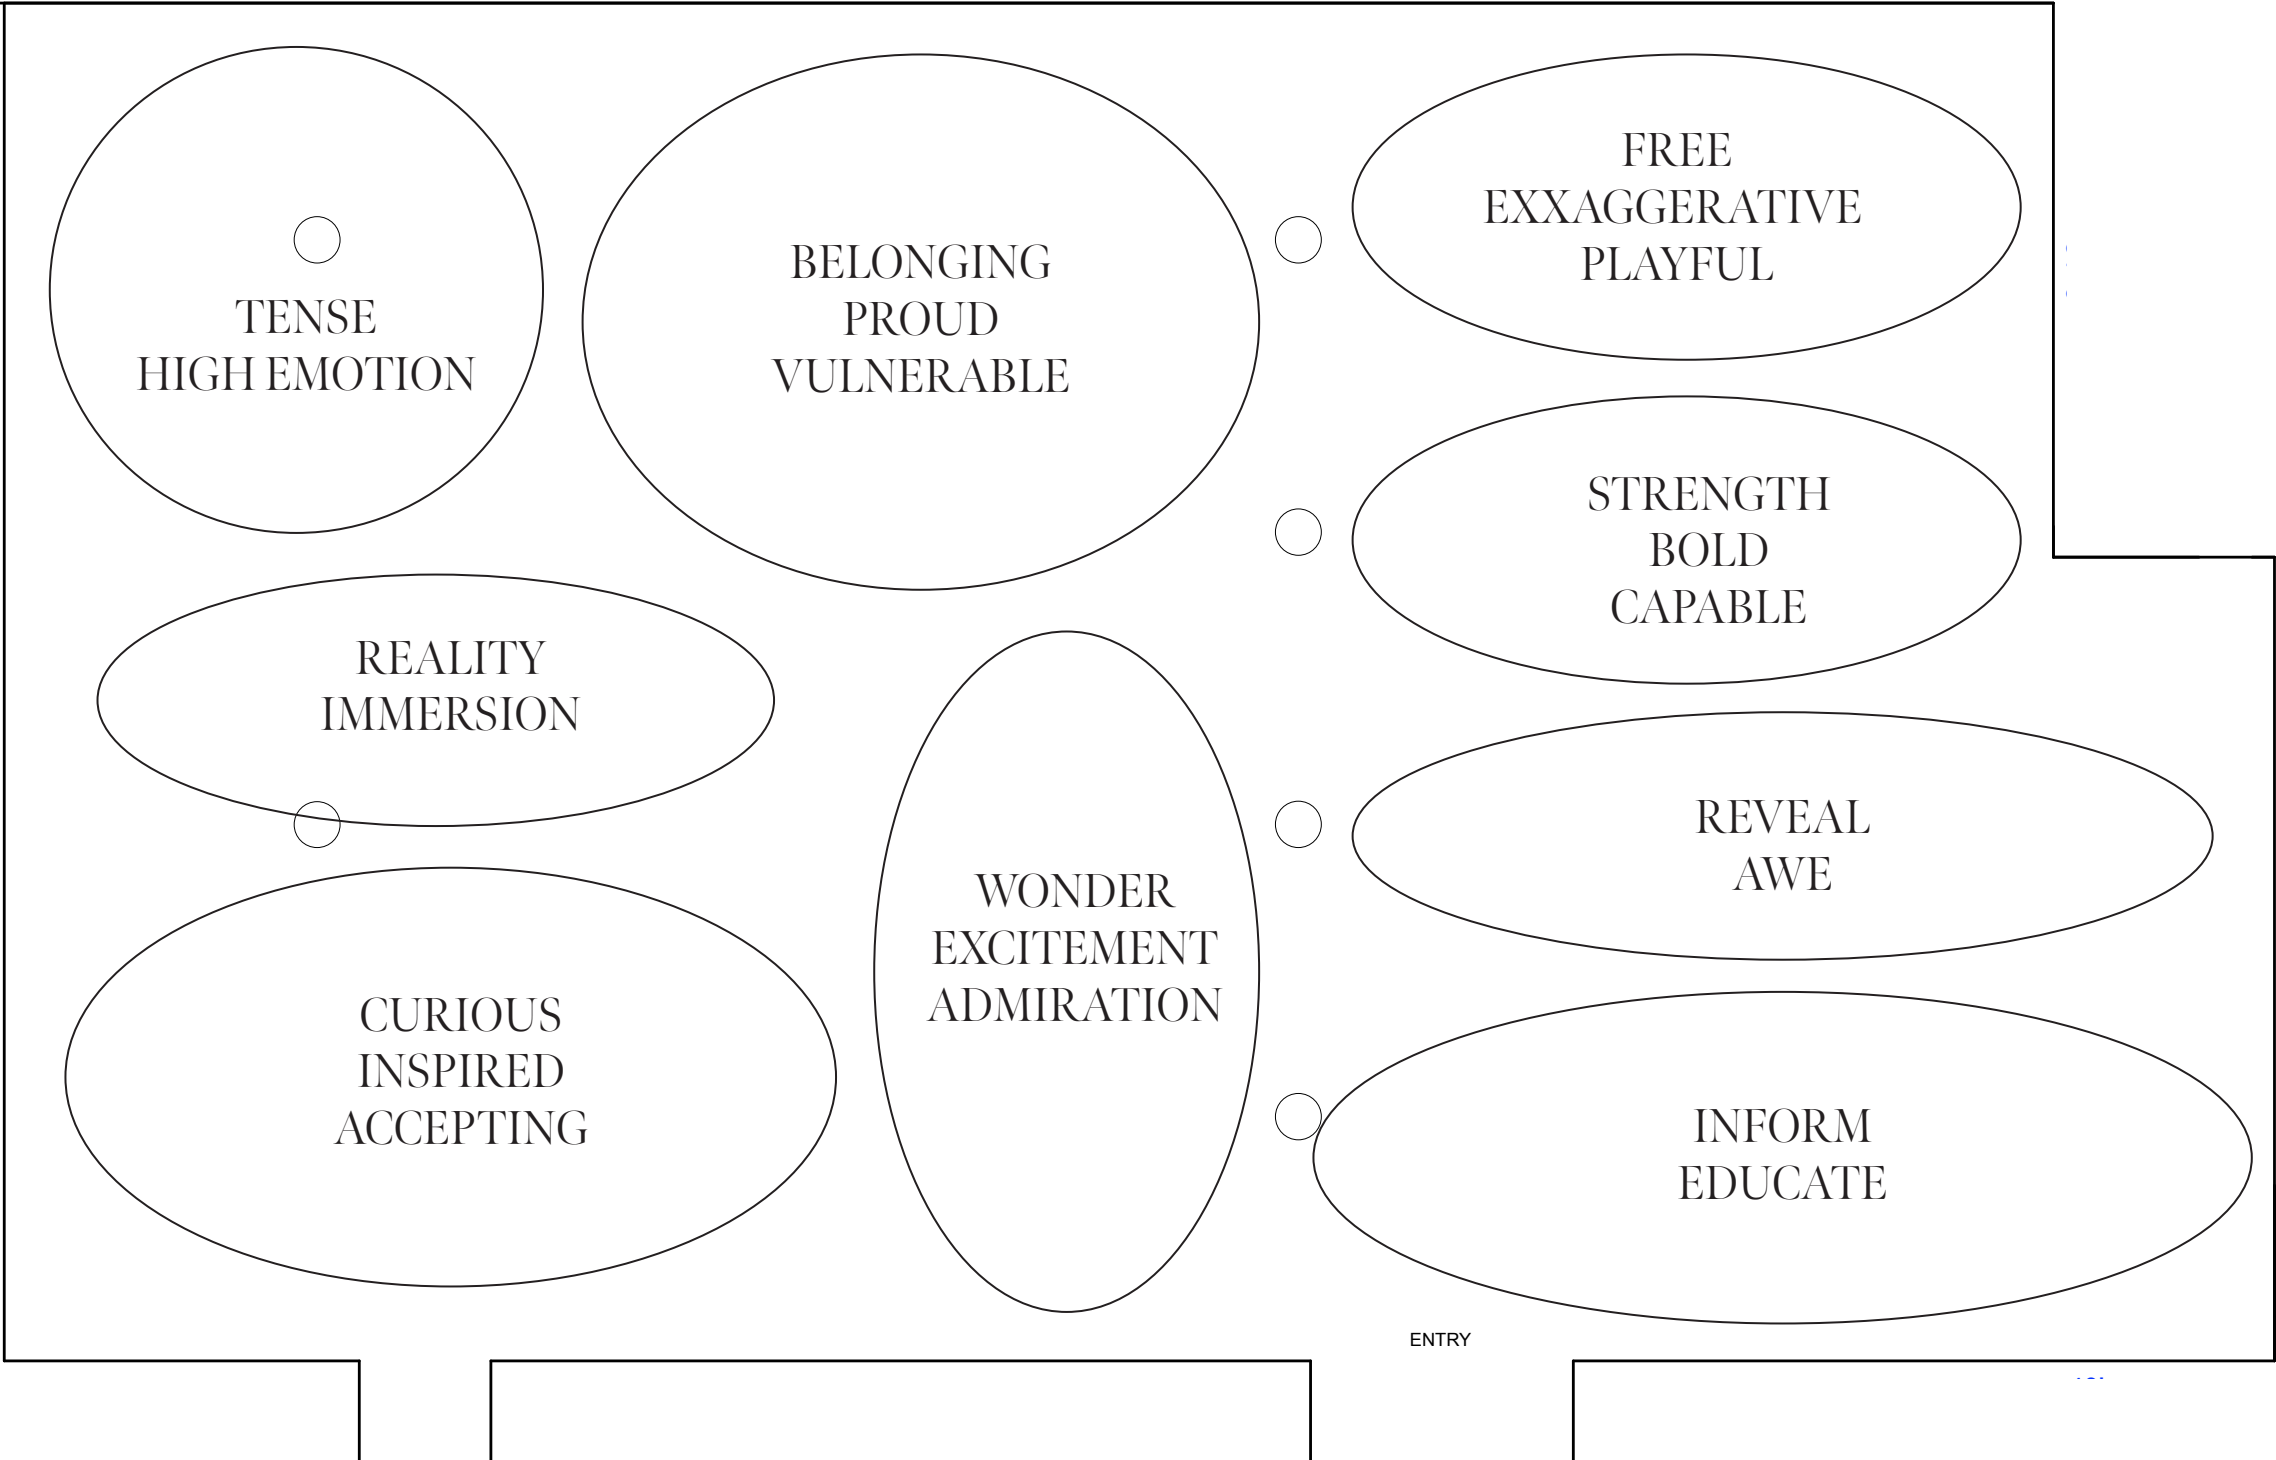 TENSE
HIGH EMOTION
BELONGING
PROUD
VULNERABLE
FREE
EXXAGGERATIVE
PLAYFUL
STRENGTH
BOLD
CAPABLE
REALITY
IMMERSION
WONDER
EXCITEMENT
ADMIRATION
REVEAL
AWE
CURIOUS
INSPIRED
ACCEPTING
INFORM
EDUCATE
ENTRY